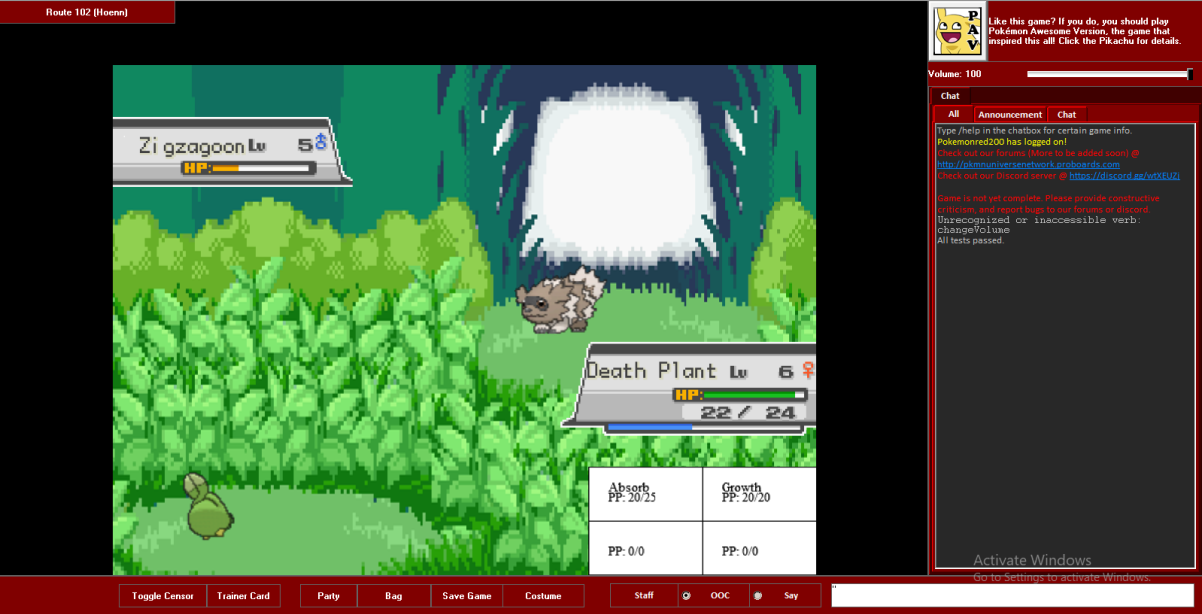 Route 102 (Hoenn)
P
A
V
Like this game? If you do, you should play
Pokémon Awesome Version, the game that
inspired this all! Click the Pikachu for details.
Volume: 100
Chat
All Announcement Chat
Type /help in the chatbox for certain game info.
Pokemonred200 has logged on!
Check out our forums (More to be added soon) @
http://pkmnuniversenetwork.proboards.com
Check out our Discord server @ https://discord.gg/wtXEUZj
Game is not yet complete. Please provide constructive
criticism, and report bugs to our forums or discord.
Unrecognized or inaccessible verb:
changeVolume
All tests passed.
Zigzagoon Lv 5♂
HP:
Death Plant Lv 6♀
HP:
22/ 24
Absorb
PP: 20/25
Growth
PP: 20/20
PP: 0/0
PP: 0/0
Activate Windows
Go to Settings to activate Windows.
Toggle Censor Trainer Card Party Bag Save Game Costume Staff OOC Say
"